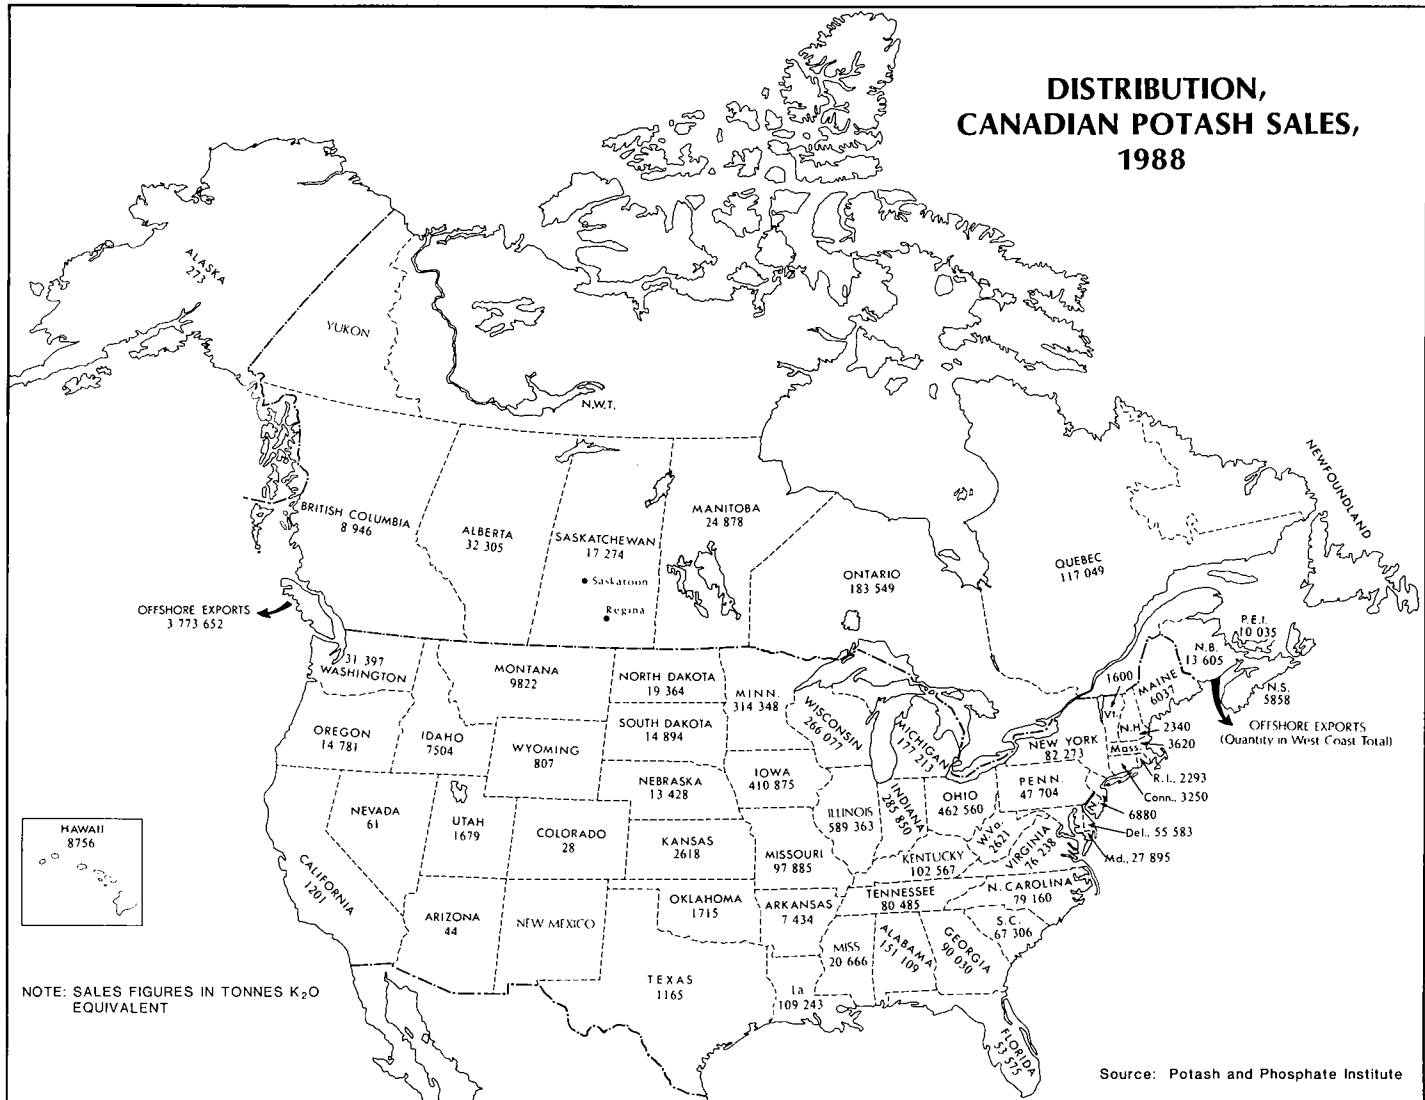 DISTRIBUTION,
CANADIAN POTASH SALES,
1988
ALASKA
273
YUKON
N.W.T.
NEWFOUNDLAND
BRITISH COLUMBIA
8 946
ALBERTA
32 305
SASKATCHEWAN
17 274
Saskatoon
Regina
MANITOBA
24 878
ONTARIO
183 549
QUEBEC
117 049
OFFSHORE EXPORTS
3 773 652
P.E.I.
10 035
N.B.
13 605
N.S.
5858
OFFSHORE EXPORTS
(Quantity in West Coast Total)
31 397
WASHINGTON
MONTANA
9822
NORTH DAKOTA
19 364
MINN.
314 348
WISCONSIN
266 077
MICHIGAN
177 213
1600
Vt.
MAINE
6037
N.H.
2340
Mass.
3620
R.I. 2293
Conn., 3250
NEW YORK
82 273
OREGON
14 781
IDAHO
7504
WYOMING
807
SOUTH DAKOTA
14 894
NEBRASKA
13 428
IOWA
410 875
ILLINOIS
589 363
INDIANA
285 850
OHIO
462 560
PENN.
47 704
N.J.
6880
Del., 55 583
Md., 27 895
W.Va.
2621
VIRGINIA
76 238
NEVADA
61
UTAH
1679
COLORADO
28
KANSAS
2618
MISSOURI
97 885
KENTUCKY
102 567
HAWAII
8756
CALIFORNIA
1201
ARIZONA
44
NEW MEXICO
OKLAHOMA
1715
ARKANSAS
7 434
TENNESSEE
80 485
N. CAROLINA
79 160
S.C.
67 306
TEXAS
1165
La
109 243
MISS
20 666
ALABAMA
151 109
GEORGIA
90 030
FLORIDA
53 575
NOTE: SALES FIGURES IN TONNES K₂O
EQUIVALENT
Source: Potash and Phosphate Institute